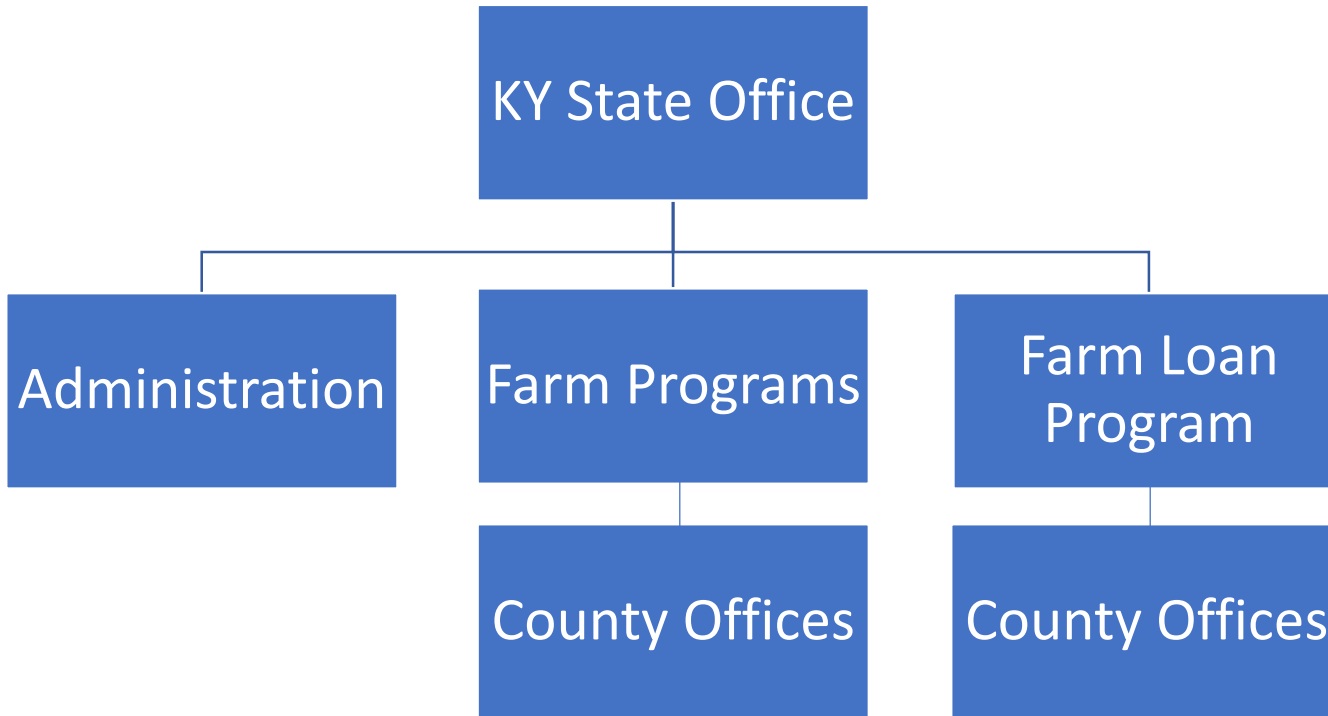 KY State Office
Administration
Farm Programs
Farm Loan
Program
County Offices
County Offices